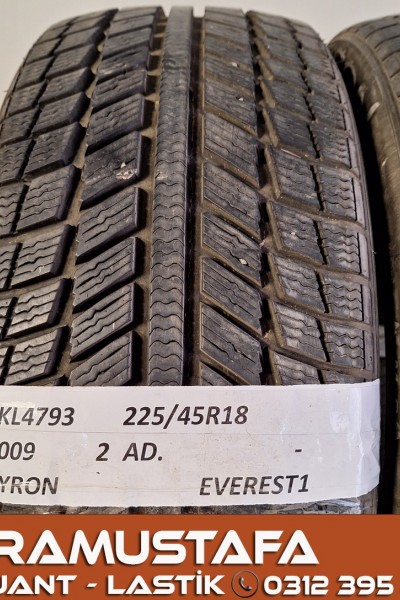 KL4793 225/45R18
009 2 AD. -
YRON EVEREST1
RAMUSTAFA
JANT - LASTİK 0312 395